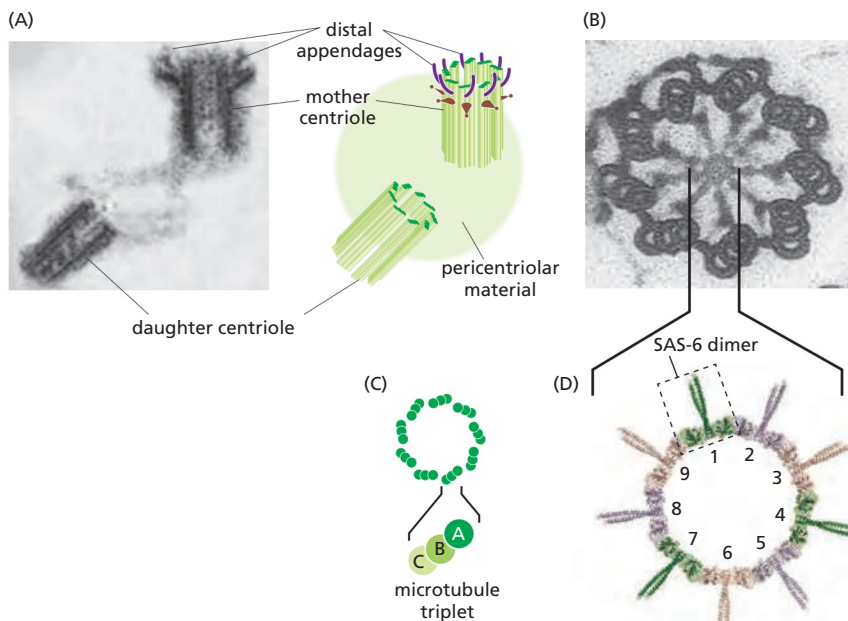 (A)
distal
appendages
mother
centriole
pericentriolar
material
daughter centriole
(B)
SAS-6 dimer
(C)
A
B
C
microtubule
triplet
(D)
1
2
3
4
5
6
7
8
9